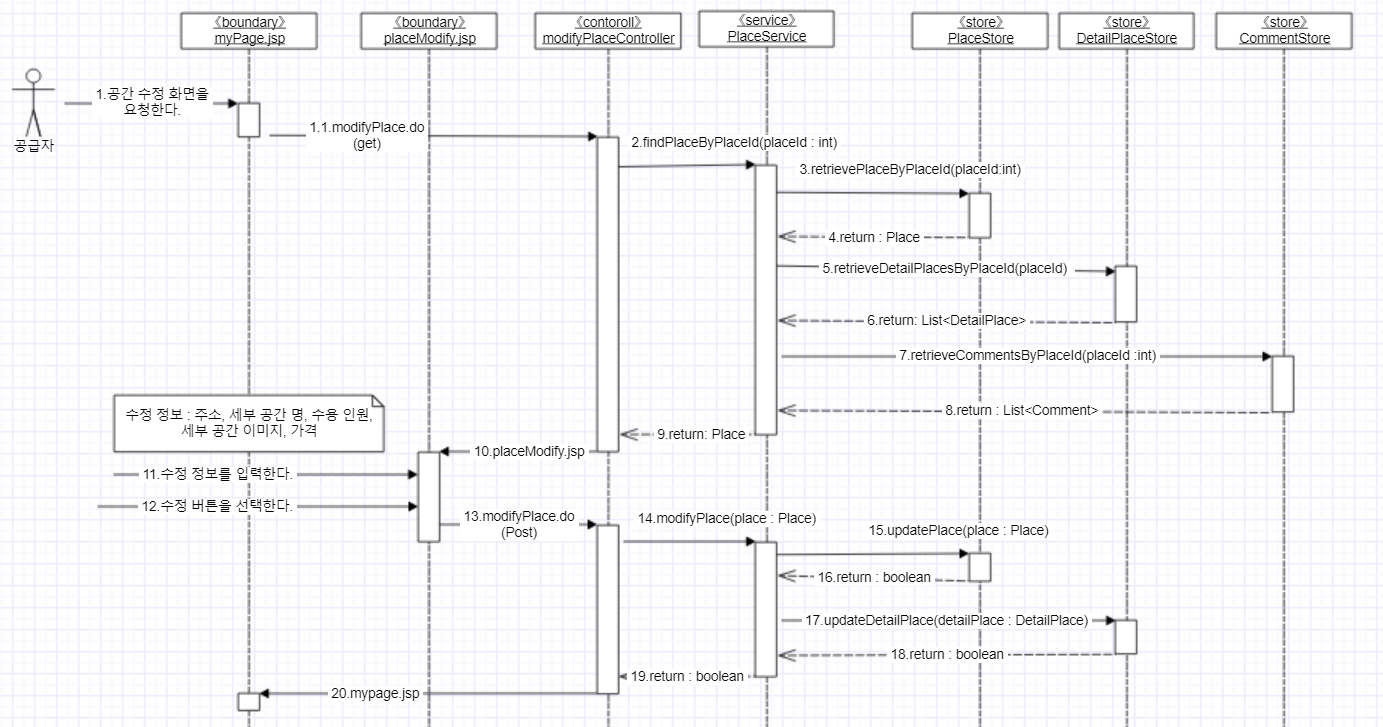 《boundary》
myPage.jsp
《boundary》
placeModify.jsp
《contoroll》
modifyPlaceController
《service》
PlaceService
《store》
PlaceStore
《store》
DetailPlaceStore
《store》
CommentStore
공급자
1.공간 수정 화면을
요청한다.
1.1.modifyPlace.do
(get)
2.findPlaceByPlaceId(placeId : int)
3.retrievePlaceByPlaceId(placeId:int)
4.return : Place
5.retrieveDetailPlacesByPlaceId(placeId)
6.return: List<DetailPlace>
7.retrieveCommentsByPlaceId(placeId :int)
8.return : List<Comment>
9.return: Place
수정 정보 : 주소, 세부 공간 명, 수용 인원,
세부 공간 이미지, 가격
10.placeModify.jsp
11.수정 정보를 입력한다.
12.수정 버튼을 선택한다.
13.modifyPlace.do
(Post)
14.modifyPlace(place : Place)
15.updatePlace(place : Place)
16.return : boolean
17.updateDetailPlace(detailPlace : DetailPlace)
18.return : boolean
19.return : boolean
20.mypage.jsp